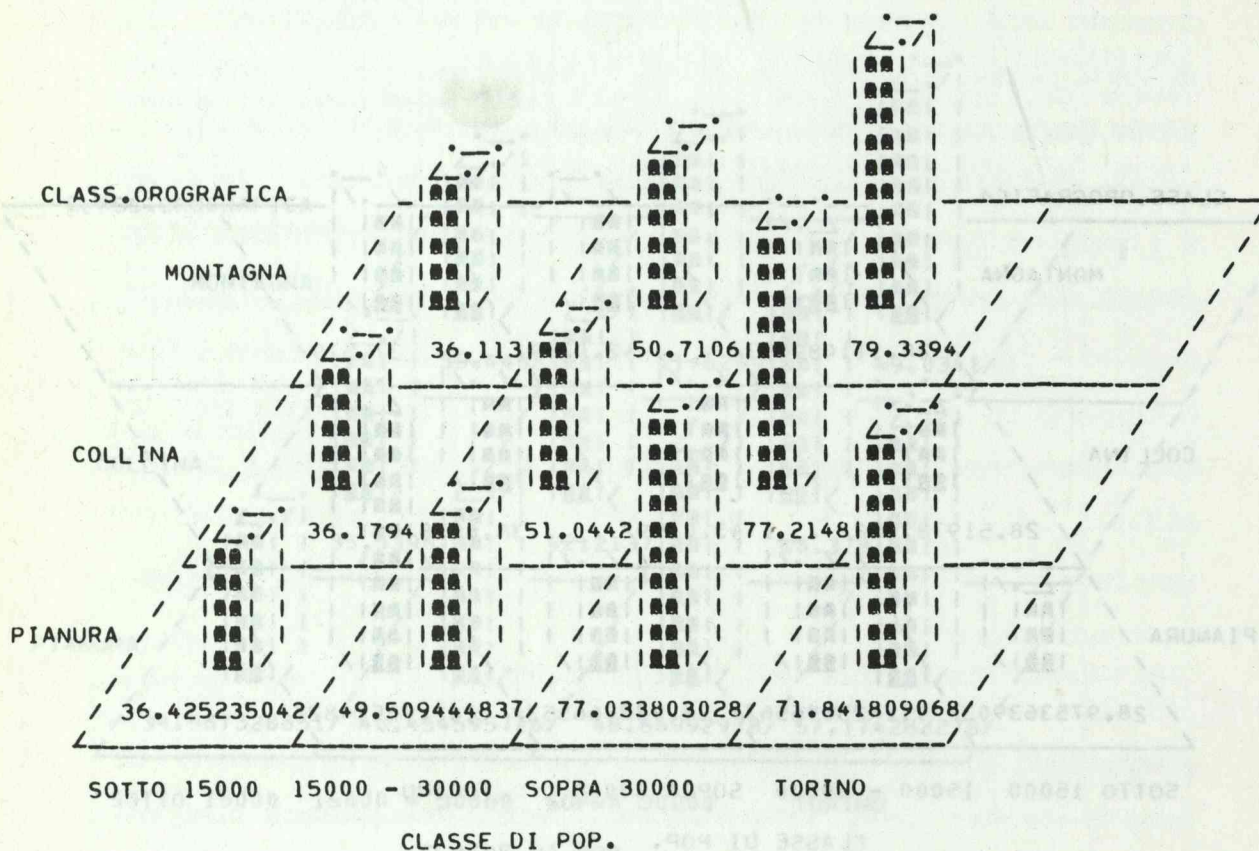 CLASS.OROGRAFICA
MONTAGNA
36.113 50.7106 79.3394
COLLINA
36.1794 51.0442 77.2148
PIANURA
36.425235042 49.509444837 77.033803028 71.841809068
SOTTO 15000 15000 -30000 SOPRA 30000 TORINO
CLASSE DI POP.